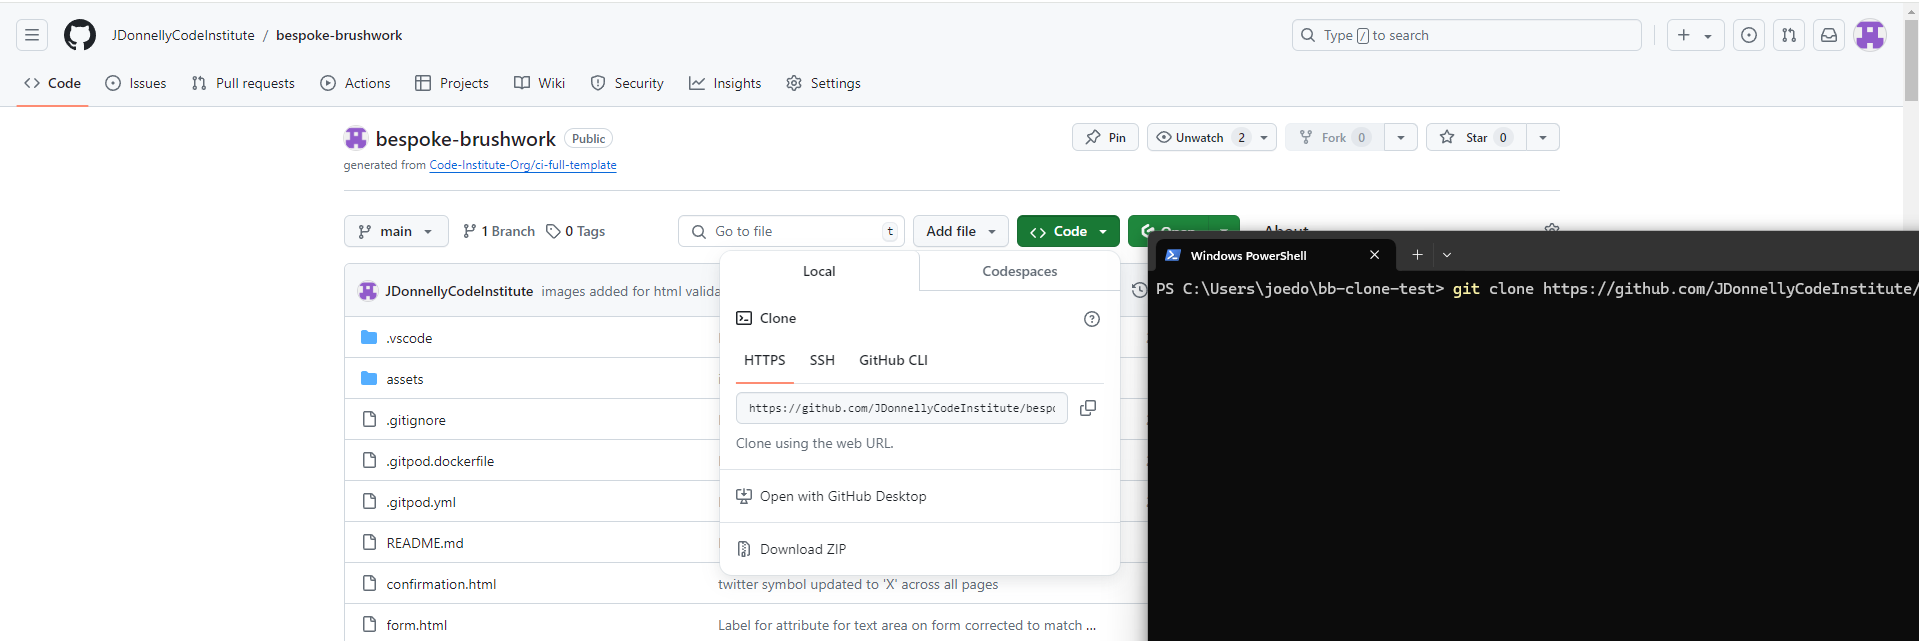 JDonnellyCodeInstitute / bespoke-brushwork
Type / to search
Code Issues Pull requests Actions Projects Wiki Security Insights Settings
bespoke-brushwork Public
Pin Unwatch 2 Fork 0 Star 0
generated from Code-Institute-Org/ci-full-template
main 1 Branch 0 Tags Go to file t Add file Code Open About
JDonnellyCodeInstitute images added for html valida
.vscode
assets
.gitignore
.gitpod.dockerfile
.gitpod.yml
README.md
confirmation.html twitter symbol updated to 'X' across all pages
form.html Label for attribute for text area on form corrected to match ...
Local Codespaces
Clone
HTTPS SSH GitHub CLI
https://github.com/JDonnellyCodeInstitute/bespo
Clone using the web URL.
Open with GitHub Desktop
Download ZIP
Windows PowerShell
PS C:\Users\joedo\bb-clone-test> git clone https://github.com/JDonnellyCodeInstitute/